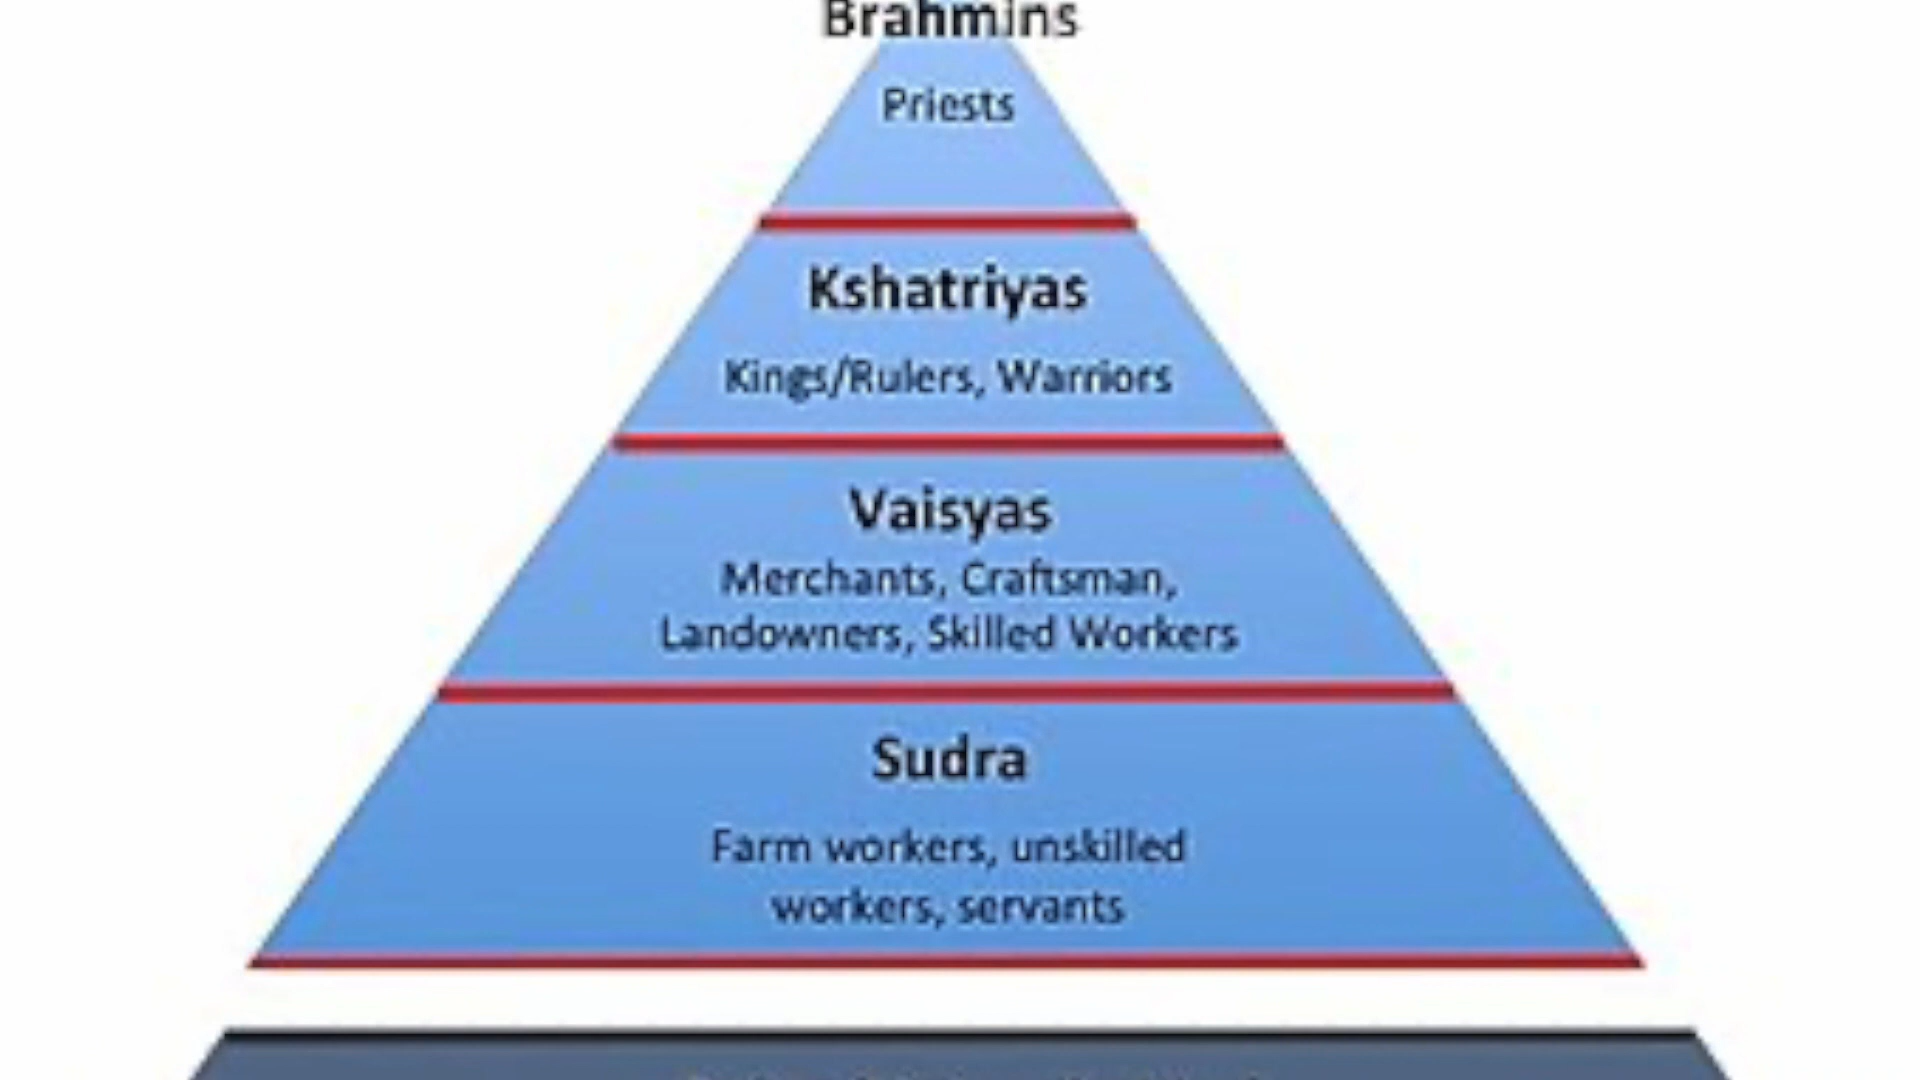 Brahmins
Priests
Kshatriyas
Kings/Rulers, Warriors
Vaisyas
Merchants, Craftsman,
Landowners, Skilled Workers
Sudra
Farm workers, unskilled
workers, servants